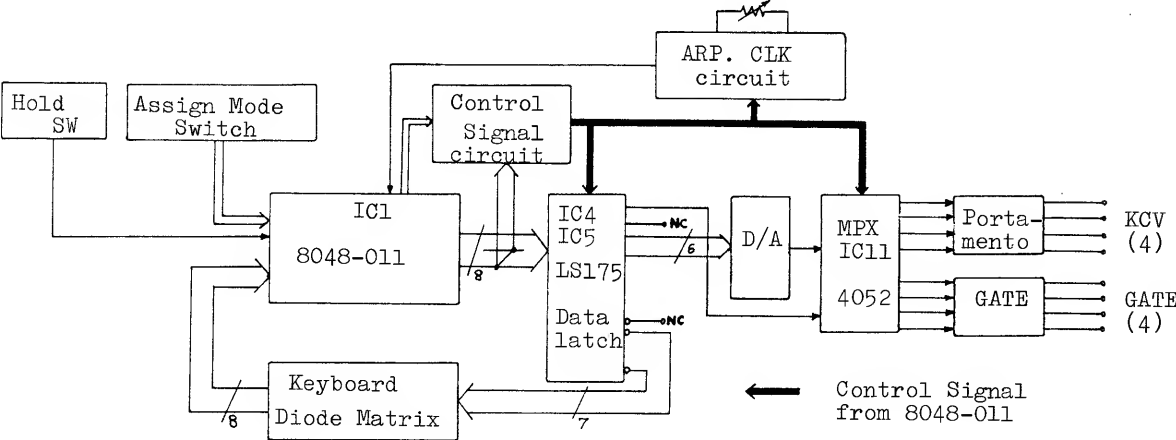 ARP. CLK
circuit
Hold
SW
Assign Mode
Switch
Control
Signal
circuit
IC1
8048-011
8
IC4
IC5
LS175
Data
latch
NC
6
NC
D/A
MPX
IC11
4052
Porta-
mento
KCV
(4)
GATE
GATE
(4)
Keyboard
Diode Matrix
8
7
Control Signal
from 8048-011